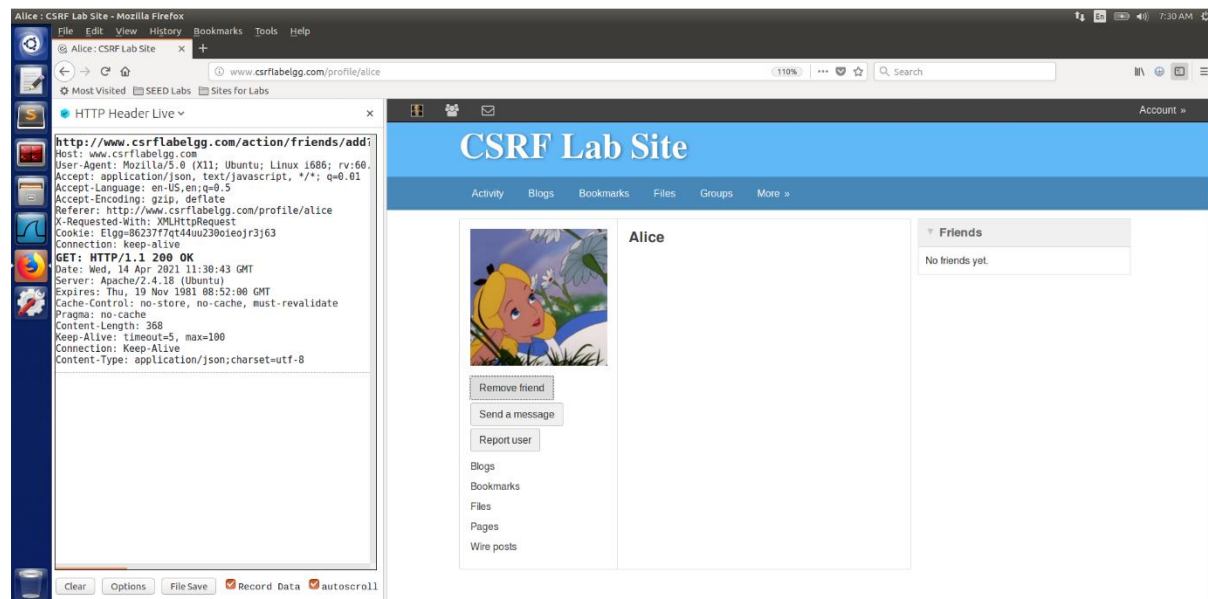 Alice : CSRF Lab Site - Mozilla Firefox
En 7:30 AM
File Edit View History Bookmarks Tools Help
Alice : CSRF Lab Site × +
www.csrflabelgg.com/profile/alice 110% ... Search
Most Visited SEED Labs Sites for Labs
HTTP Header Live ×
http://www.csrflabelgg.com/action/friends/add?
Host: www.csrflabelgg.com
User-Agent: Mozilla/5.0 (X11; Ubuntu; Linux i686; rv:60.
Accept: application/json, text/javascript, */*; q=0.01
Accept-Language: en-US,en;q=0.5
Accept-Encoding: gzip, deflate
Referer: http://www.csrflabelgg.com/profile/alice
X-Requested-With: XMLHttpRequest
Cookie: Elgg=86237f7qt44uu230oieojr3j63
Connection: keep-alive
GET: HTTP/1.1 200 OK
Date: Wed, 14 Apr 2021 11:30:43 GMT
Server: Apache/2.4.18 (Ubuntu)
Expires: Thu, 19 Nov 1981 08:52:00 GMT
Cache-Control: no-store, no-cache, must-revalidate
Pragma: no-cache
Content-Length: 368
Keep-Alive: timeout=5, max=100
Connection: Keep-Alive
Content-Type: application/json;charset=utf-8
Clear Options File Save Record Data autoscroll
Account »
CSRF Lab Site
Activity Blogs Bookmarks Files Groups More »
Alice
Remove friend
Send a message
Report user
Blogs
Bookmarks
Files
Pages
Wire posts
Friends
No friends yet.